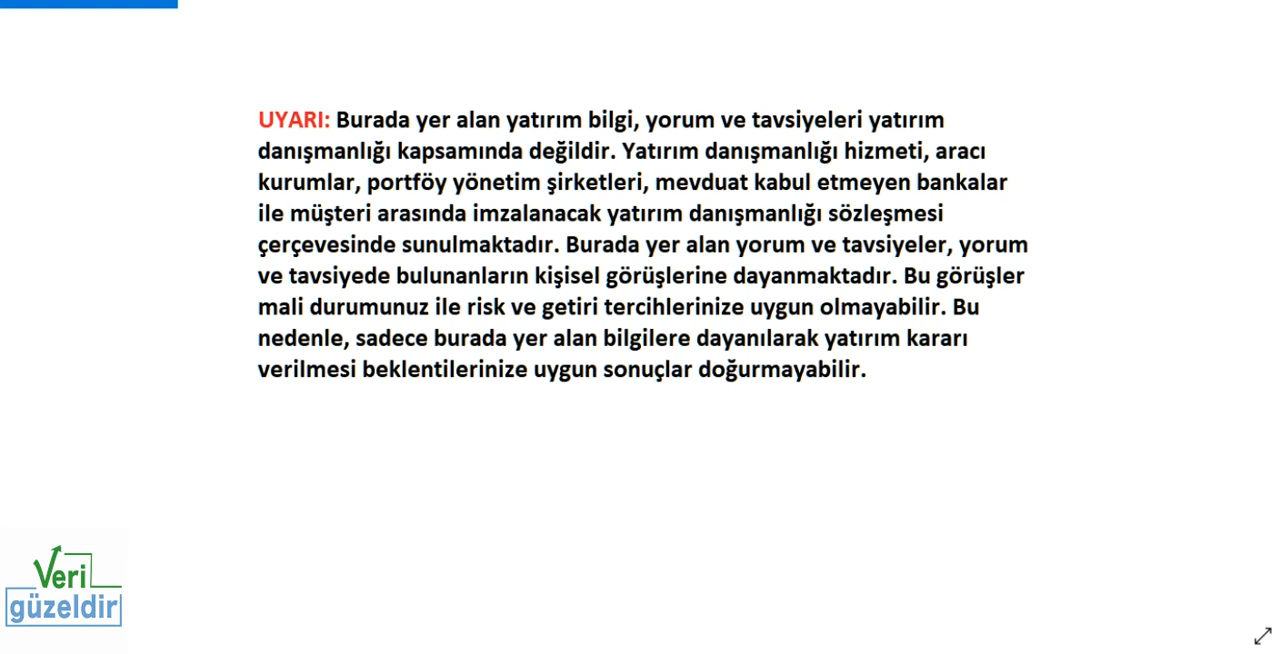 UYARI: Burada yer alan yatırım bilgi, yorum ve tavsiyeleri yatırım
danışmanlığı kapsamında değildir. Yatırım danışmanlığı hizmeti, aracı
kurumlar, portföy yönetim şirketleri, mevduat kabul etmeyen bankalar
ile müşteri arasında imzalanacak yatırım danışmanlığı sözleşmesi
çerçevesinde sunulmaktadır. Burada yer alan yorum ve tavsiyeler, yorum
ve tavsiyede bulunanların kişisel görüşlerine dayanmaktadır. Bu görüşler
mali durumunuz ile risk ve getiri tercihlerinize uygun olmayabilir. Bu
nedenle, sadece burada yer alan bilgilere dayanılarak yatırım kararı
verilmesi beklentilerinize uygun sonuçlar doğurmayabilir.
Veri
güzeldir